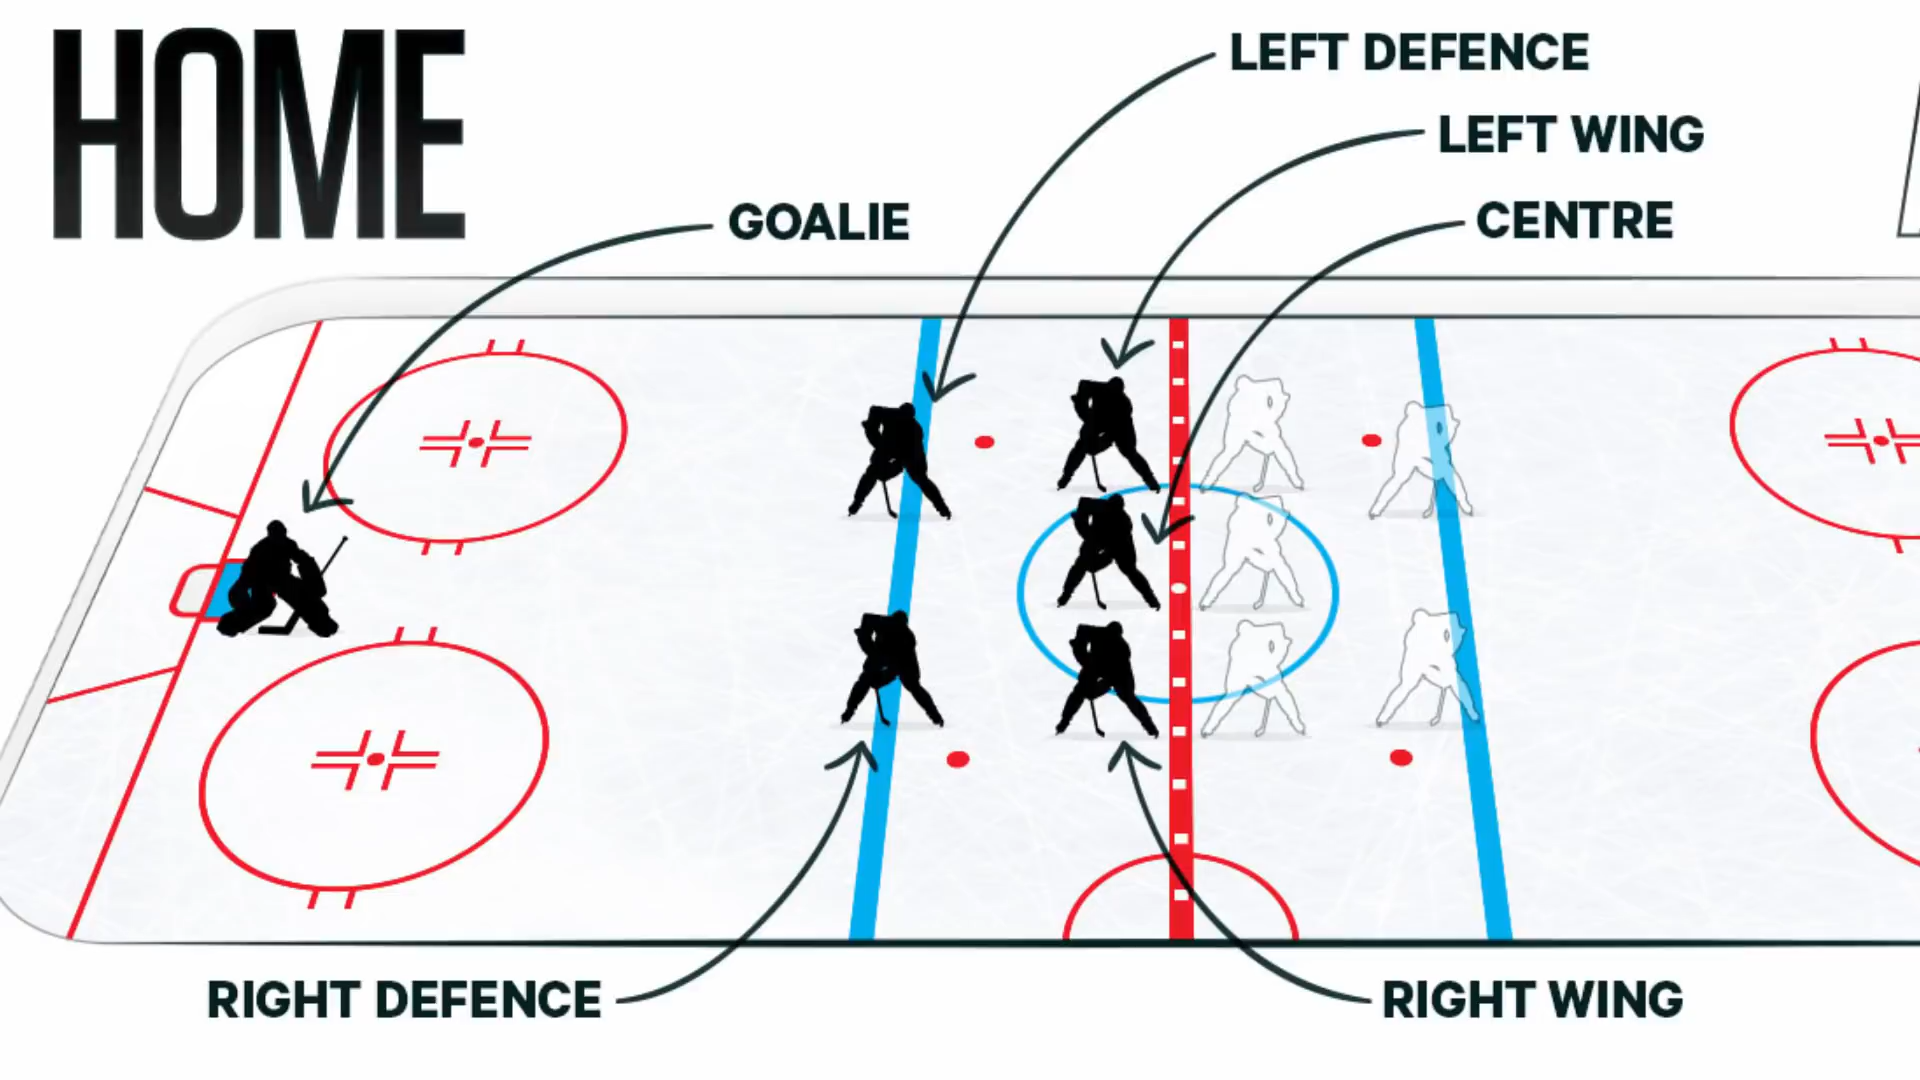 HOME
LEFT DEFENCE
LEFT WING
GOALIE
CENTRE
RIGHT DEFENCE
RIGHT WING